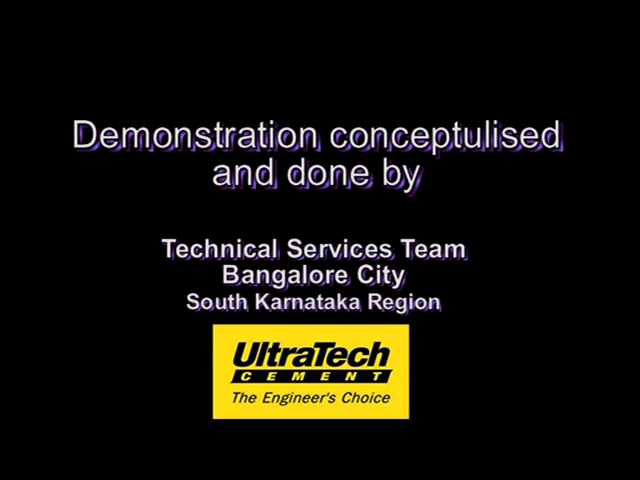 Demonstration conceptulised
and done by
Technical Services Team
Bangalore City
South Karnataka Region
UltraTech
CEMENT
The Engineer's Choice